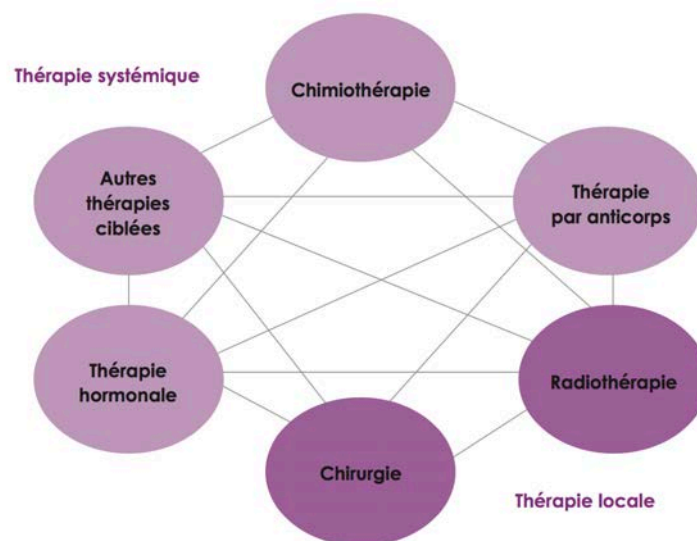 Thérapie systémique
Chimiothérapie
Autres
thérapies
ciblées
Thérapie
par anticorps
Thérapie
hormonale
Radiothérapie
Chirurgie
Thérapie locale